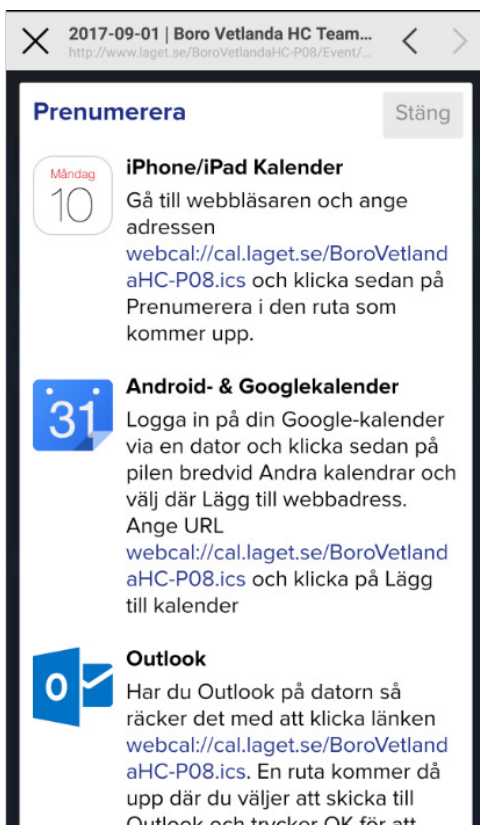 2017-09-01 | Boro Vetlanda HC Team...
http://www.laget.se/BoroVetlandaHC-P08/Event/...
Prenumerera
Stäng
Måndag
10
iPhone/iPad Kalender
Gå till webbläsaren och ange
adressen
webcal://cal.laget.se/BoroVetland
aHC-P08.ics och klicka sedan på
Prenumerera i den ruta som
kommer upp.
31
Android- & Googlekalender
Logga in på din Google-kalender
via en dator och klicka sedan på
pilen bredvid Andra kalendrar och
välj där Lägg till webbadress.
Ange URL
webcal://cal.laget.se/BoroVetland
aHC-P08.ics och klicka på Lägg
till kalender
O
Outlook
Har du Outlook på datorn så
räcker det med att klicka länken
webcal://cal.laget.se/BoroVetland
aHC-P08.ics. En ruta kommer då
upp där du väljer att skicka till
Outlook och trycker OK för att